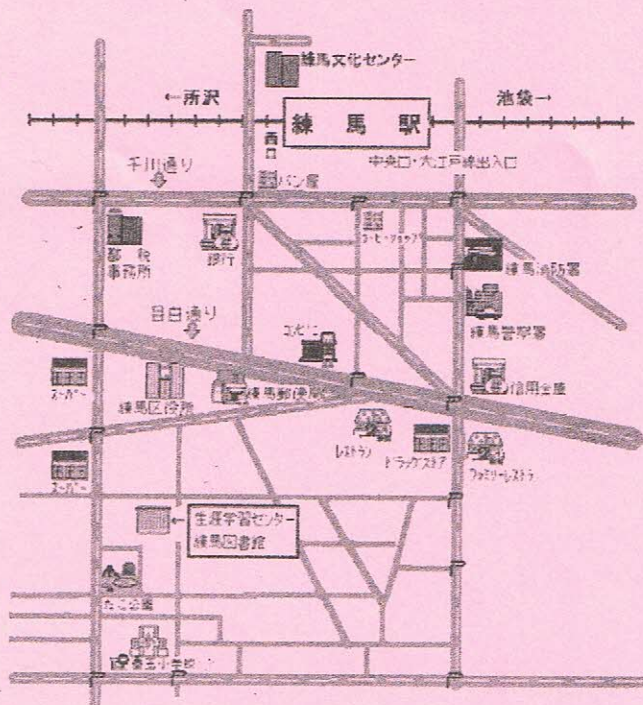 練馬文化センター
←所沢
練馬駅
池袋→
西口
中央口・大江戸線出入口
千川通り
パン屋
コーヒーショップ
都税
事務所
銀行
練馬消防署
目白通り
コンビニ
練馬警察署
スーパー
練馬区役所
練馬郵便局
信用金庫
レストラン
ドラッグストア
ファミリーレストラ
スーパー
←
生涯学習センター
練馬図書館
たこ公園